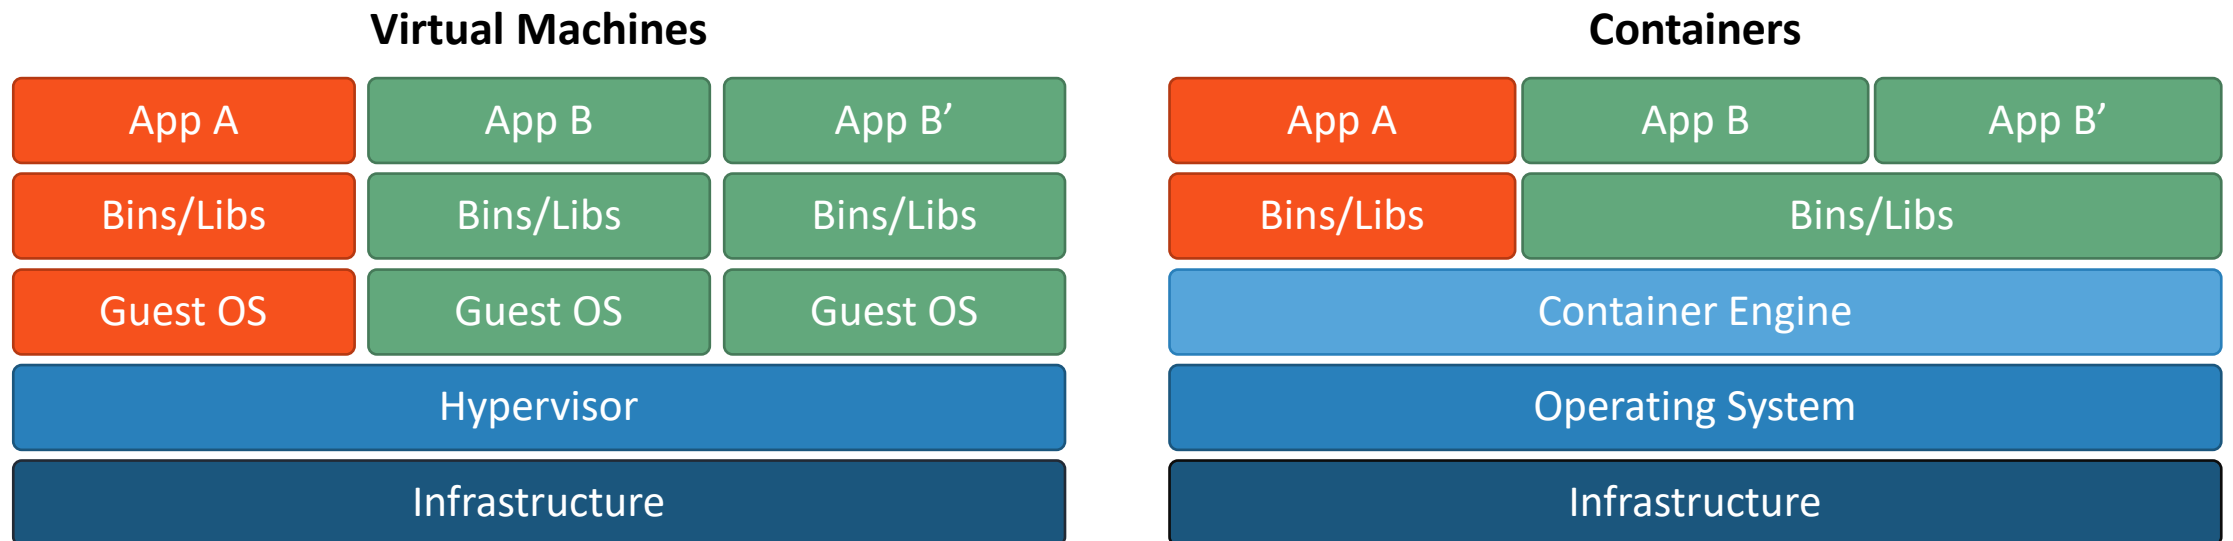 Virtual Machines
App A
App B
App B’
Bins/Libs
Bins/Libs
Bins/Libs
Guest OS
Guest OS
Guest OS
Hypervisor
Infrastructure
Containers
App A
App B
App B’
Bins/Libs
Bins/Libs
Container Engine
Operating System
Infrastructure